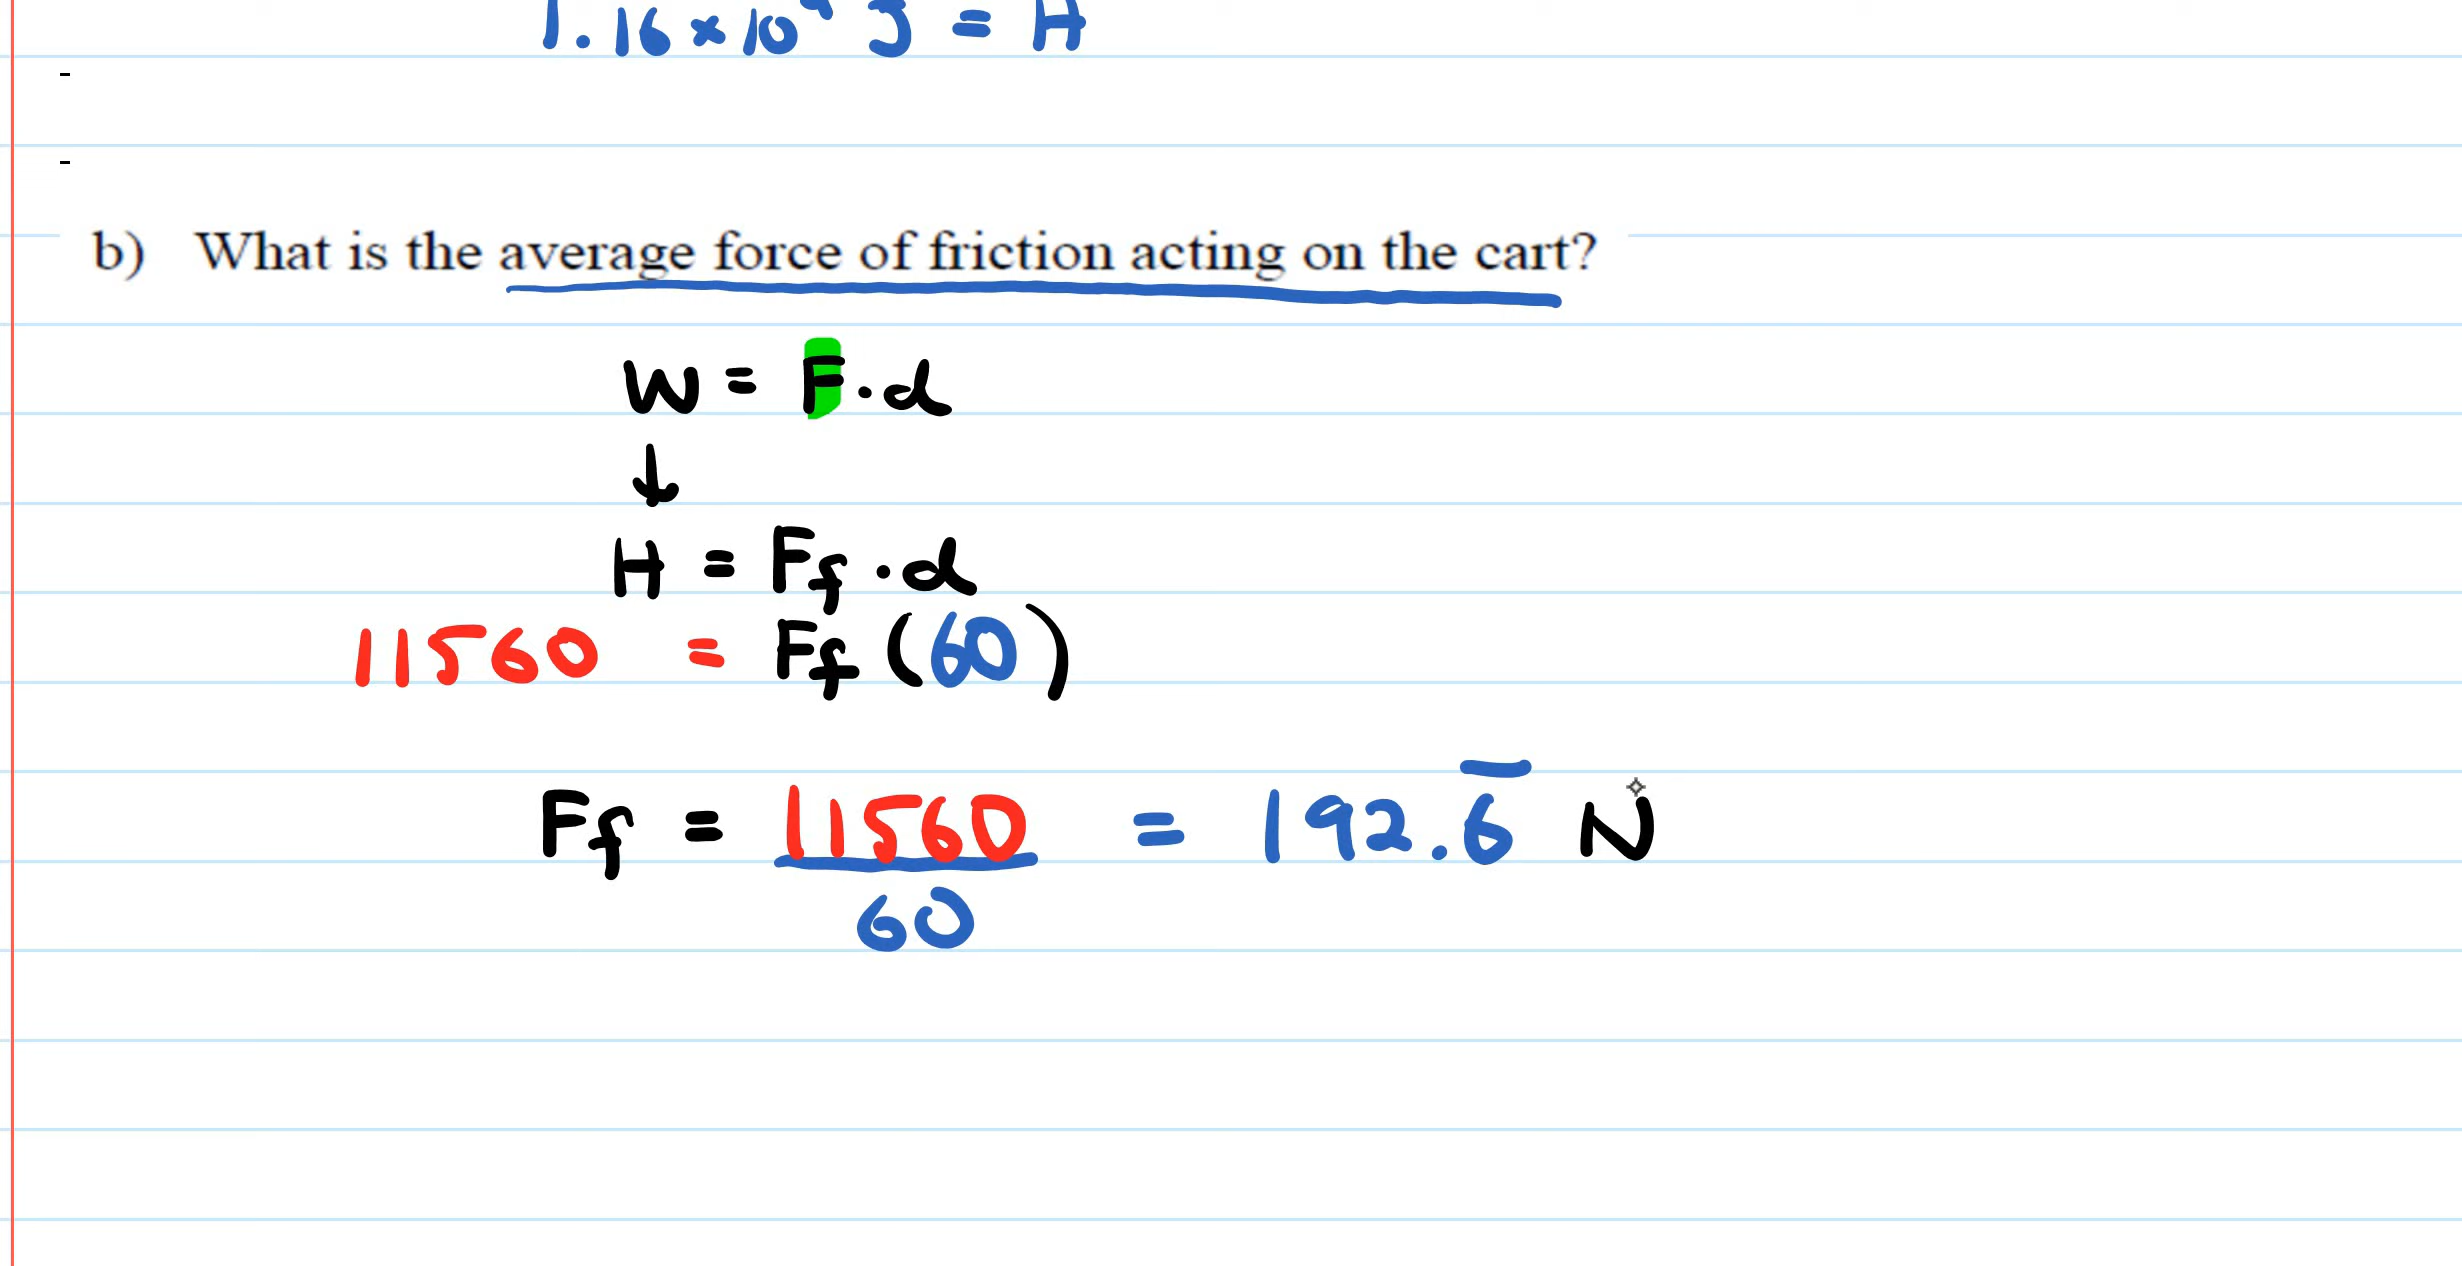 1.16×10⁴ J = H
-
-
b) What is the average force of friction acting on the cart?
W = F·d
↓
H = Ff·d
11560 = Ff(60)
Ff = 11560/60 = 192.6̅ N